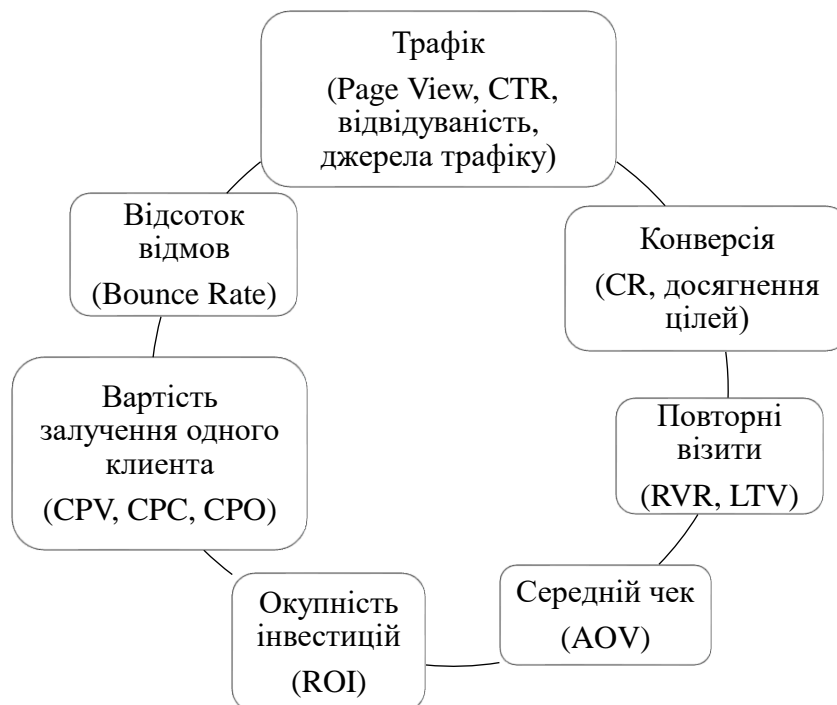 Трафік
(Page View, CTR,
відвідуваність,
джерела трафіку)
Конверсія
(CR, досягнення
цілей)
Повторні
візити
(RVR, LTV)
Середній чек
(AOV)
Окупність
інвестицій
(ROI)
Вартість
залучення одного
клиента
(CPV, CPC, CPO)
Відсоток
відмов
(Bounce Rate)